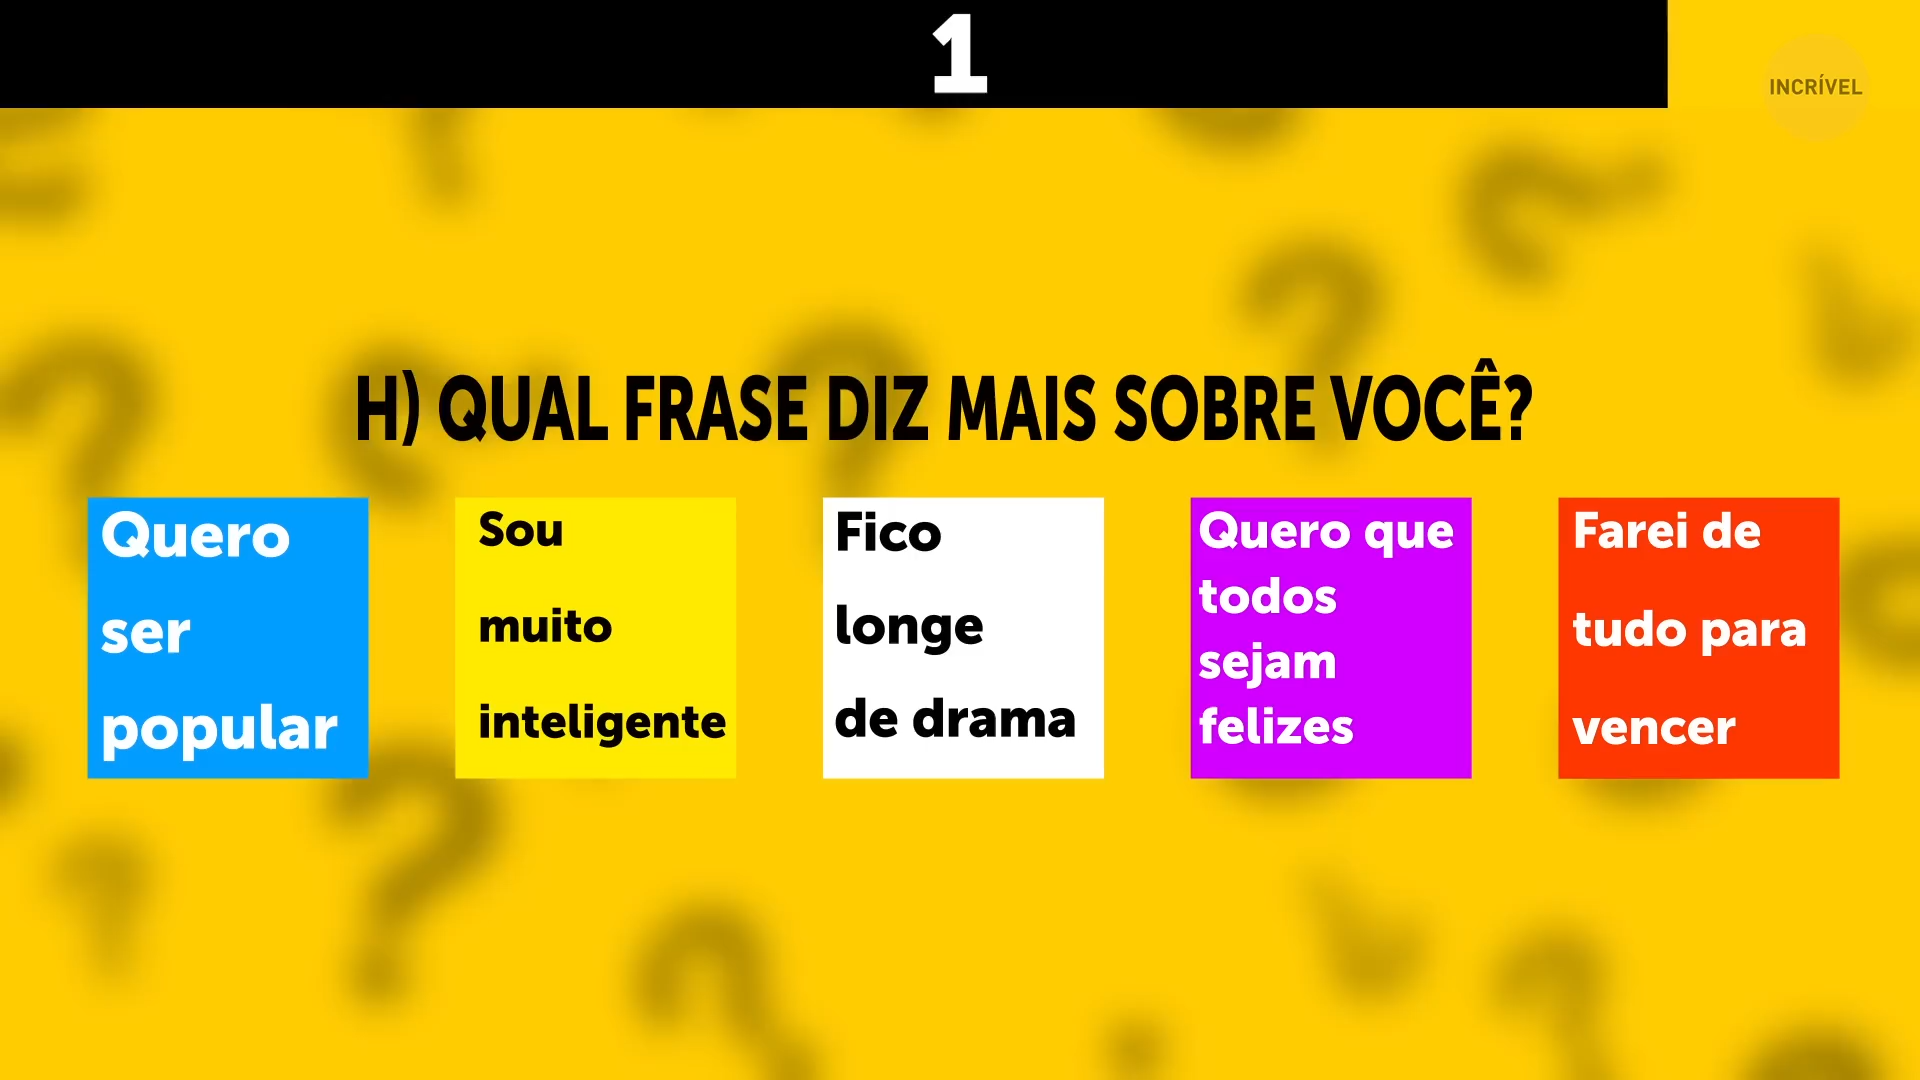 1
INCRÍVEL
H) QUAL FRASE DIZ MAIS SOBRE VOCÊ?
Quero
ser
popular
Sou
muito
inteligente
Fico
longe
de drama
Quero que
todos
sejam
felizes
Farei de
tudo para
vencer